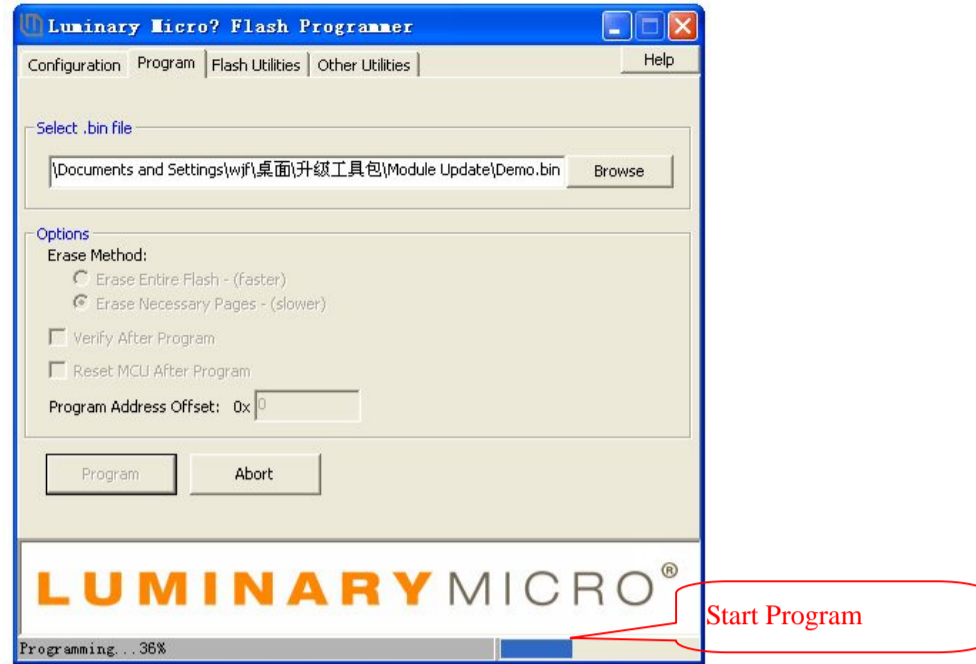 Luminary Micro? Flash Programmer
Configuration Program Flash Utilities Other Utilities Help
Select .bin file
\Documents and Settings\wjf\桌面\升级工具包\Module Update\Demo.bin Browse
Options
Erase Method:
Erase Entire Flash - (faster)
Erase Necessary Pages - (slower)
Verify After Program
Reset MCU After Program
Program Address Offset: 0x 0
Program Abort
LUMINARYMICRO®
Start Program
Programming...36%